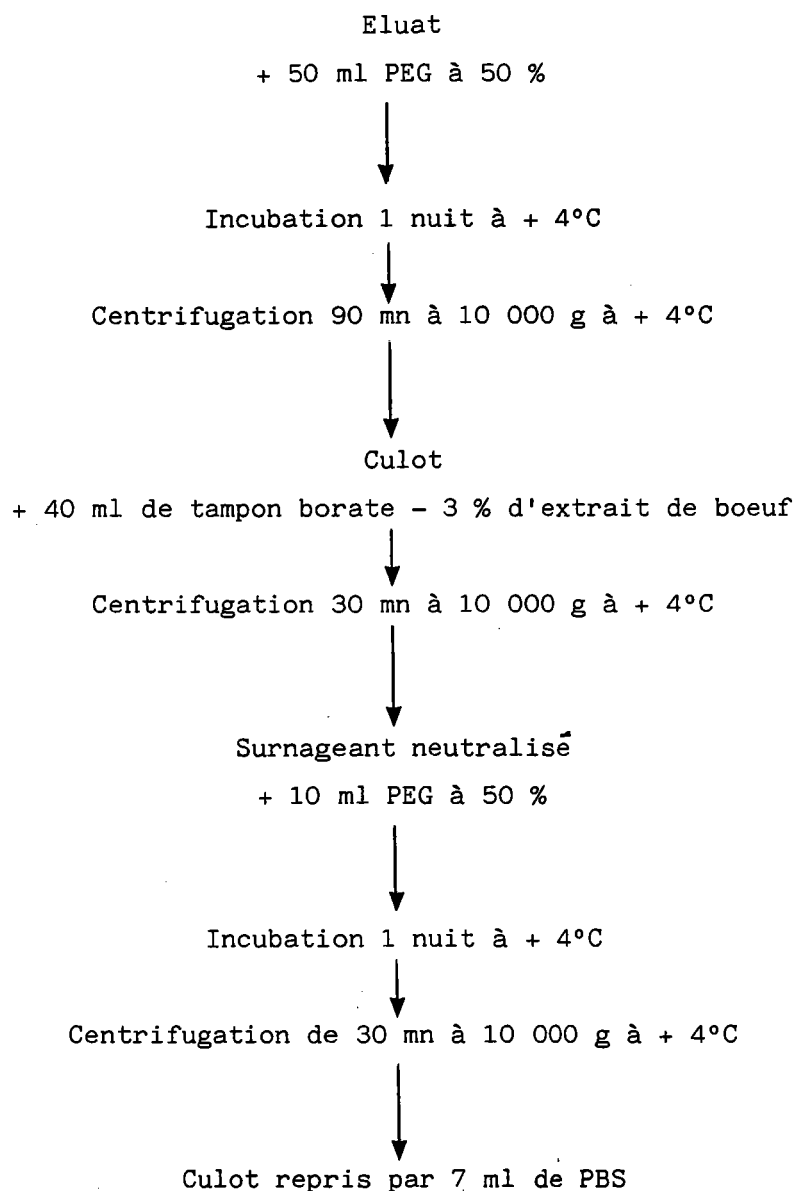 Eluat
+ 50 ml PEG à 50 %
Incubation 1 nuit à + 4°C
Centrifugation 90 mn à 10 000 g à + 4°C
Culot
+ 40 ml de tampon borate - 3 % d'extrait de boeuf
Centrifugation 30 mn à 10 000 g à + 4°C
Surnageant neutralisé
+ 10 ml PEG à 50 %
Incubation 1 nuit à + 4°C
Centrifugation de 30 mn à 10 000 g à + 4°C
Culot repris par 7 ml de PBS